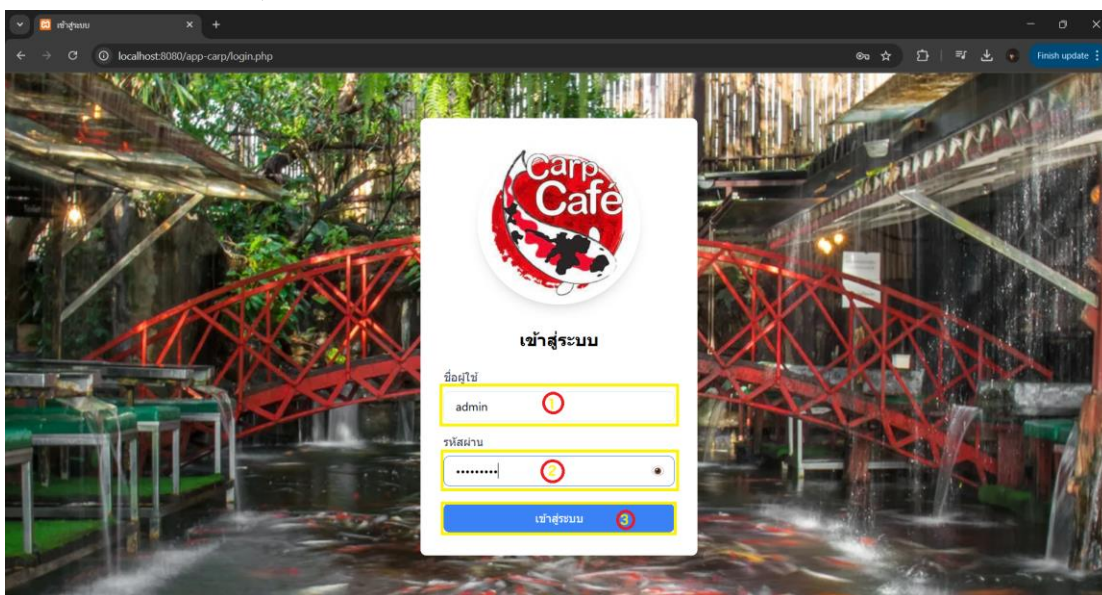 เข้าสู่ระบบ
localhost:8080/app-carp/login.php
Finish update
Carp
Café
เข้าสู่ระบบ
ชื่อผู้ใช้
admin
1
รหัสผ่าน
•••••••••
2
เข้าสู่ระบบ
3